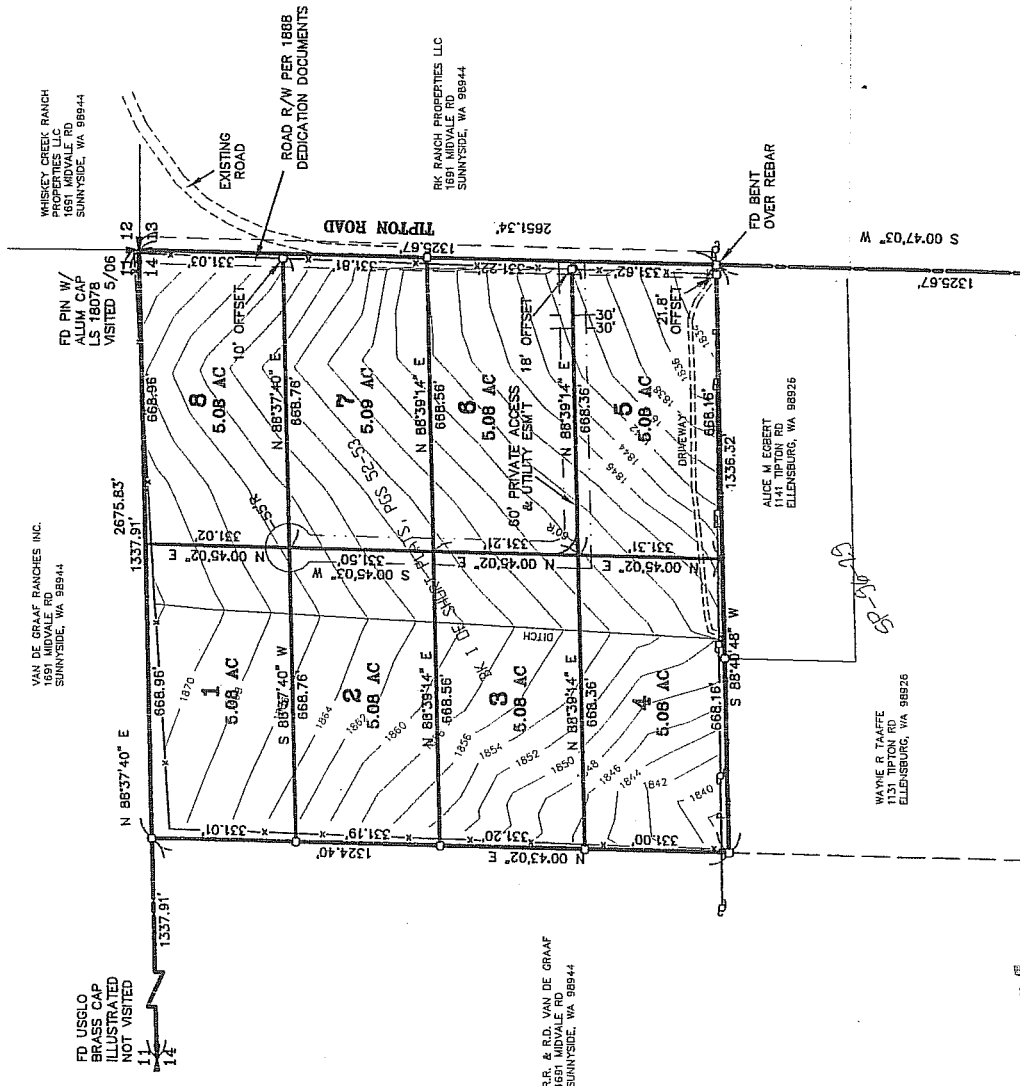 WHISKEY CREEK RANCH
PROPERTIES LLC
1691 MIDVALE RD
SUNNYSIDE, WA 98944
EXISTING
ROAD
ROAD R/W PER 1888
DEDICATION DOCUMENTS
RK RANCH PROPERTIES LLC
1691 MIDVALE RD
SUNNYSIDE, WA 98944
FD PIN W/
ALUM CAP
LS 18078
VISITED 5/06
12
13
14
TIPTON ROAD
1325.67'
2651.34'
FD BENT
OVER REBAR
S 00°47'03" W
1325.67'
VAN DE GRAAF RANCHES INC.
1691 MIDVALE RD
SUNNYSIDE, WA 98944
2675.83'
1337.91'
N 88°37'40" E
668.96'
668.96'
331.03'
10' OFFSET
8
5.08 AC
N 88°37'40" E
668.76'
331.81'
7
5.09 AC
N 88°39'14" E
668.56'
331.22'
18' OFFSET
6
5.08 AC
60' PRIVATE ACCESS
& UTILITY ESM'T
30'
30'
N 88°39'14" E
668.36'
331.62'
21.8'
OFFSET
5
5.08 AC
DRIVEWAY
668.16'
1336.32
1836
1838
1844
1846
55'R
60'R
331.02'
N 00°45'02" E
331.50'
S 00°45'03" W
331.21'
N 00°45'02" E
331.31'
N 00°45'02" E
BK I DE SHORT PLATS, PGS 52-53
DITCH
1
5.08 AC
1870
S 88°37'40" W
668.76'
1864
1862
1860
2
5.08 AC
N 88°39'14" E
668.56'
1856
1854
1852
1850
3
5.08 AC
N 88°39'14" E
668.36'
1846
1844
1842
1840
4
5.08 AC
668.16'
S 88°40'48" W
331.01'
331.19'
1324.40'
331.20'
N 00°43'02" E
331.00'
1337.91'
FD USGLO
BRASS CAP
ILLUSTRATED
NOT VISITED
11
14
ALICE M EGBERT
1141 TIPTON RD
ELLENSBURG, WA 98926
WAYNE R TAAFFE
1131 TIPTON RD
ELLENSBURG, WA 98926
R.R. & R.D. VAN DE GRAAF
1691 MIDVALE RD
SUNNYSIDE, WA 98944